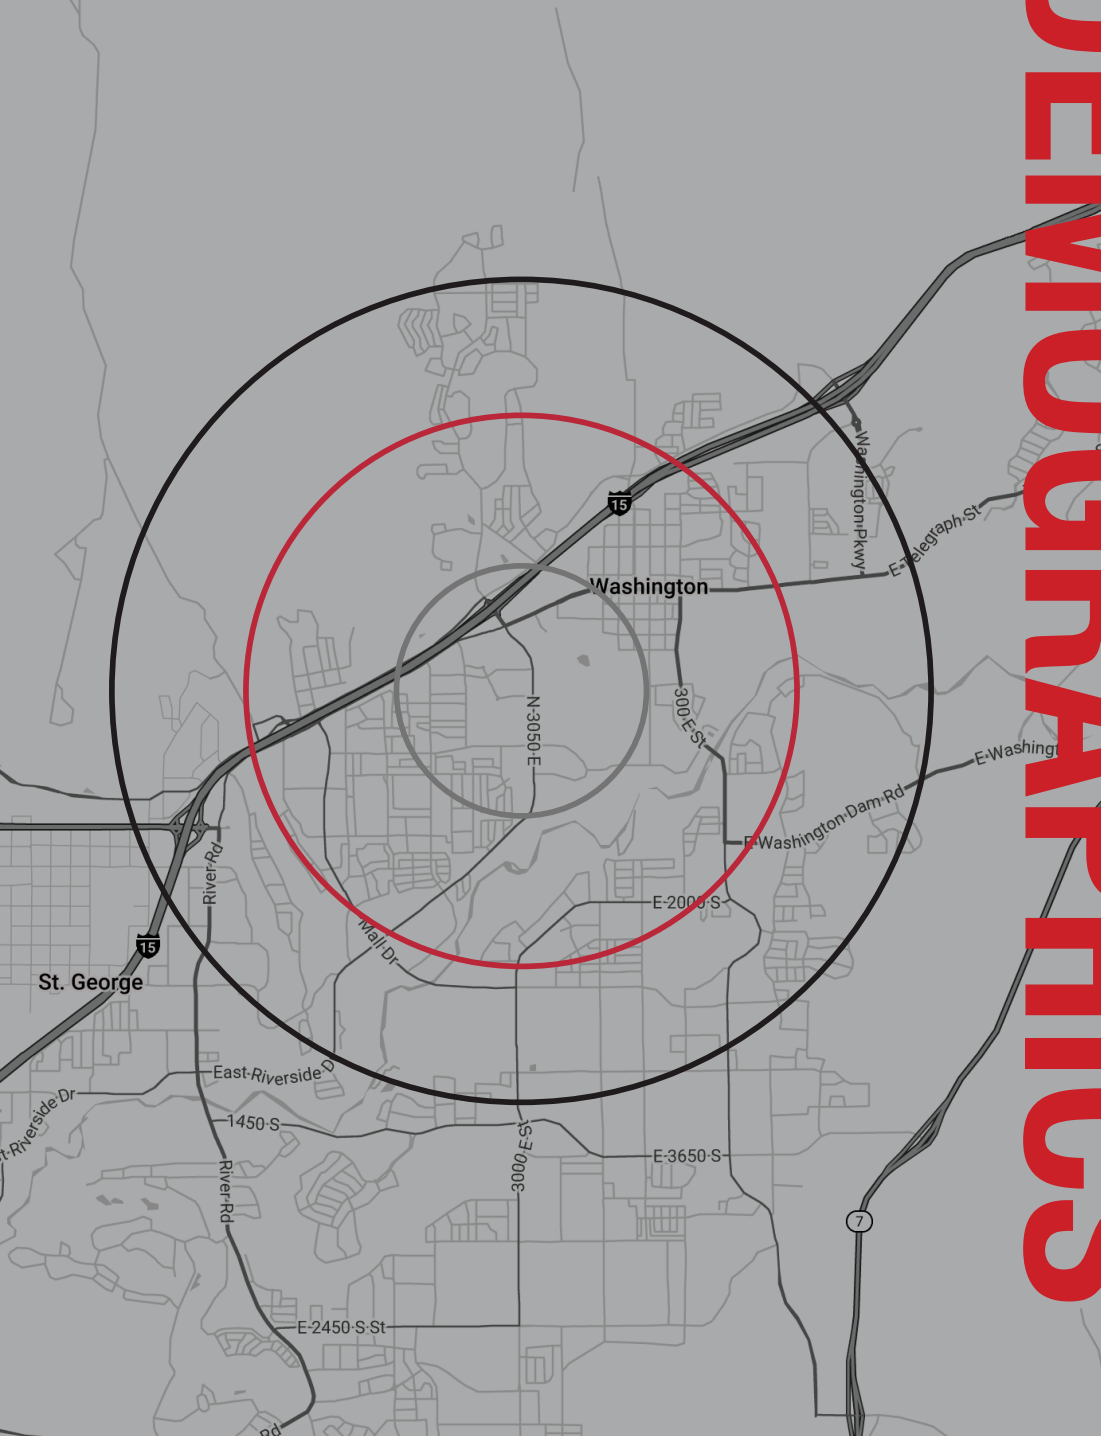 DEMOGRAPHICS
15
Washington
Washington Pkwy
E Telegraph St
N 3050 E
300 E St
E Washingt
E Washington Dam Rd
River Rd
E 2000 S
Mall Dr
15
St. George
East Riverside D
t Riverside Dr
1450 S
3000 E S
E 3650 S
River Rd
7
E 2450 S St
Rd